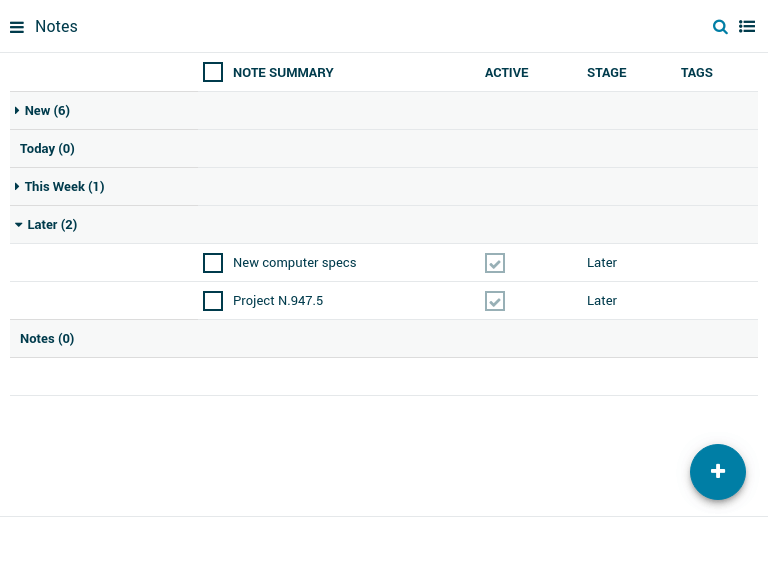 Notes
NOTE SUMMARY ACTIVE STAGE TAGS
New (6)
Today (0)
This Week (1)
Later (2)
New computer specs Later
Project N.947.5 Later
Notes (0)